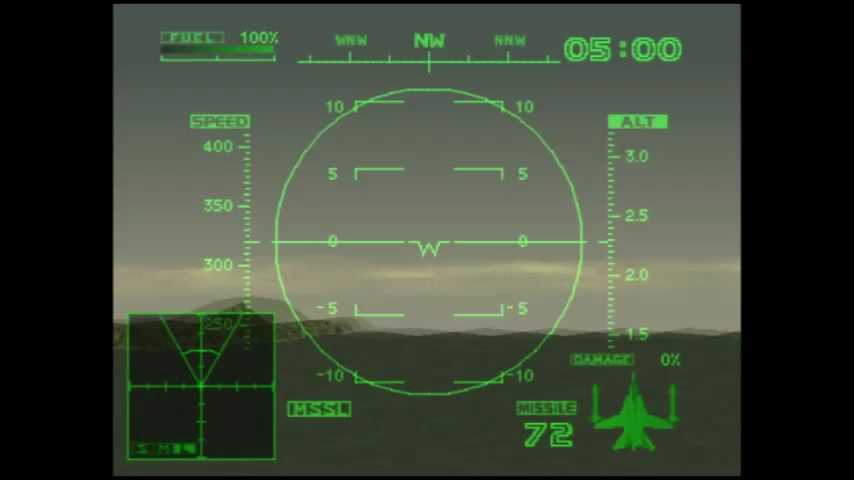 FUEL 100%
WNW NW NNW
05:00
SPEED
ALT
10 10
400
3.0
5 5
350
2.5
0 0
300
2.0
-5 -5
250
1.5
DAMAGE 0%
-10 -10
MSSL
MISSILE
72